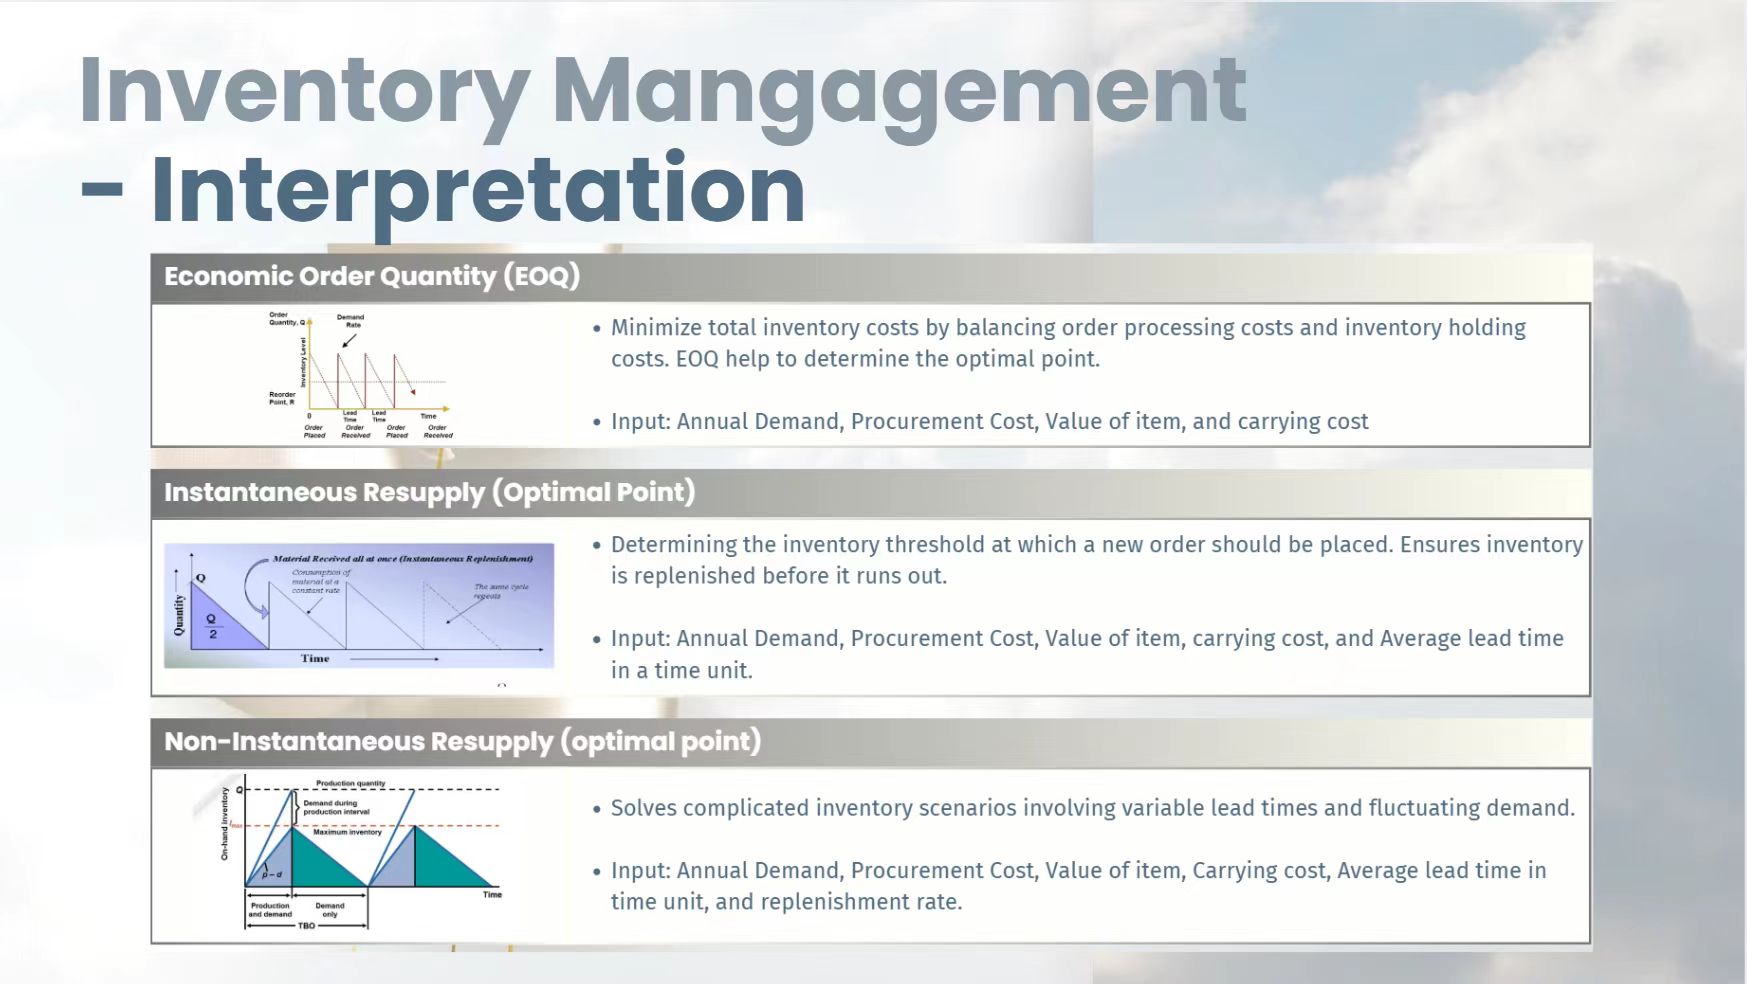 Inventory Mangagement
- Interpretation
Economic Order Quantity (EOQ)
Order
Quantity, Q
Demand
Rate
Inventory Level
Reorder
Point, R
0
Lead
Time
Lead
Time
Time
Order
Placed
Order
Received
Order
Placed
Order
Received
• Minimize total inventory costs by balancing order processing costs and inventory holding
costs. EOQ help to determine the optimal point.
• Input: Annual Demand, Procurement Cost, Value of item, and carrying cost
Instantaneous Resupply (Optimal Point)
Material Received all at once (Instantaneous Replenishment)
Q
Consumption of
material at a
constant rate
The same cycle
repeats
Quantity
Q
2
Time
• Determining the inventory threshold at which a new order should be placed. Ensures inventory
is replenished before it runs out.
• Input: Annual Demand, Procurement Cost, Value of item, carrying cost, and Average lead time
in a time unit.
Non-Instantaneous Resupply (optimal point)
Production quantity
Q
Demand during
production interval
Imax
Maximum inventory
On-hand inventory
p – d
Time
Production
and demand
Demand
only
TBO
• Solves complicated inventory scenarios involving variable lead times and fluctuating demand.
• Input: Annual Demand, Procurement Cost, Value of item, Carrying cost, Average lead time in
time unit, and replenishment rate.